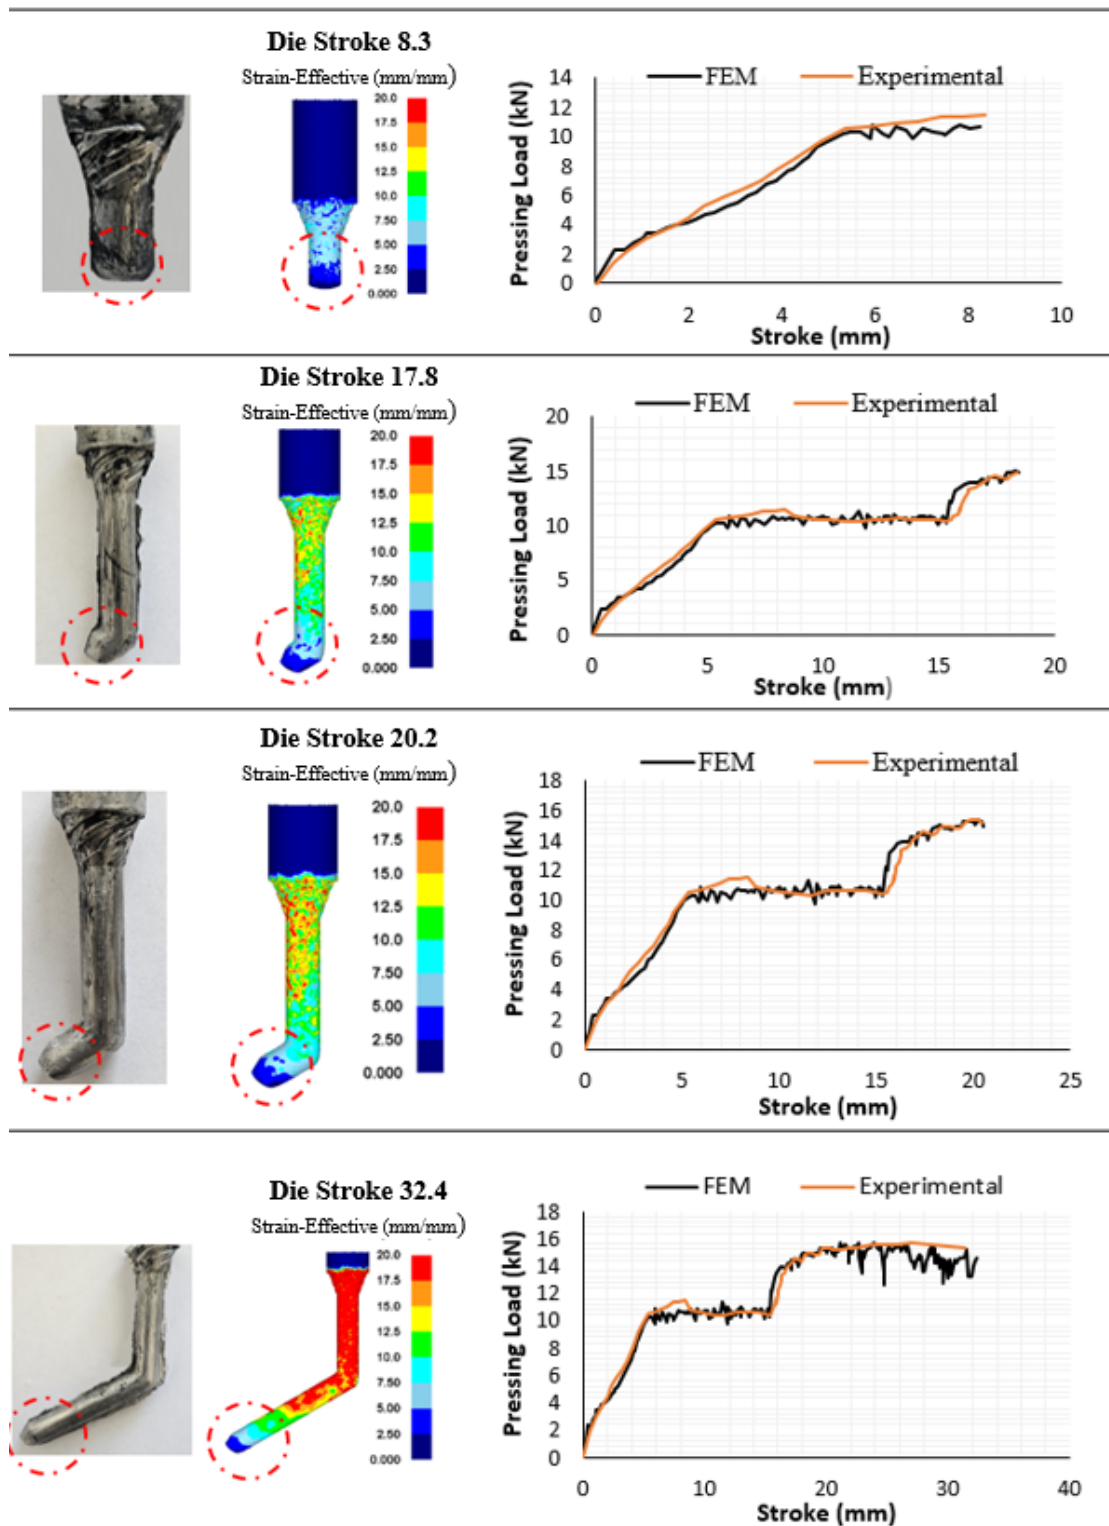 Die Stroke 8.3
Strain-Effective (mm/mm)
20.0
17.5
15.0
12.5
10.0
7.50
5.00
2.50
0.000
FEM Experimental
Pressing Load (kN)
14
12
10
8
6
4
2
0
0 2 4 6 8 10
Stroke (mm)
Die Stroke 17.8
Strain-Effective (mm/mm)
20.0
17.5
15.0
12.5
10.0
7.50
5.00
2.50
0.000
FEM Experimental
Pressing Load (kN)
20
15
10
5
0
0 5 10 15 20
Stroke (mm)
Die Stroke 20.2
Strain-Effective (mm/mm)
20.0
17.5
15.0
12.5
10.0
7.50
5.00
2.50
0.000
FEM Experimental
Pressing Load (kN)
18
16
14
12
10
8
6
4
2
0
0 5 10 15 20 25
Stroke (mm)
Die Stroke 32.4
Strain-Effective (mm/mm)
20.0
17.5
15.0
12.5
10.0
7.50
5.00
2.50
0.000
FEM Experimental
Pressing Load (kN)
18
16
14
12
10
8
6
4
2
0
0 10 20 30 40
Stroke (mm)